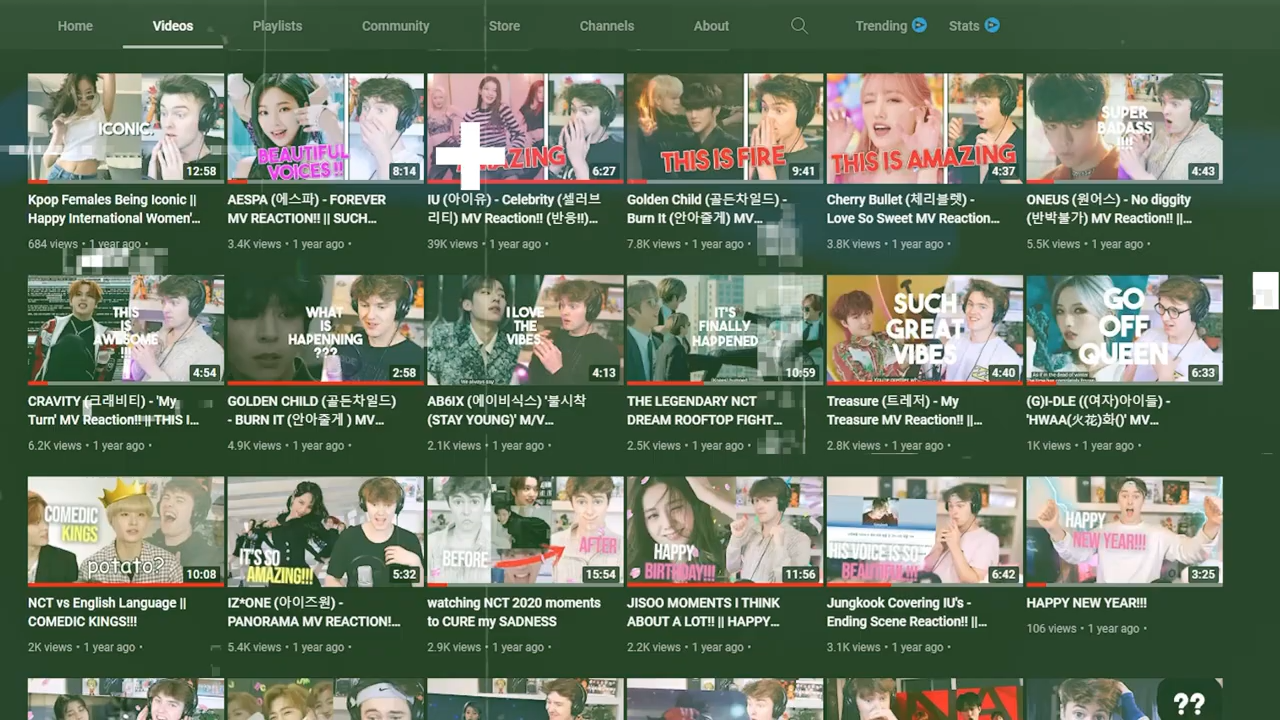 Home Videos Playlists Community Store Channels About Trending Stats
ICONIC.
12:58
BEAUTIFUL
VOICES !!
8:14
AZING
6:27
THIS IS FIRE
9:41
THIS IS AMAZING
4:37
SUPER
BADASS
!!!!
4:43
Kpop Females Being Iconic ||
Happy International Women'...
684 views • 1 year ago •
AESPA (에스파) - FOREVER
MV REACTION!! || SUCH...
3.4K views • 1 year ago •
IU (아이유) - Celebrity (셀러브
리티) MV Reaction!! (반응!!)...
39K views • 1 year ago •
Golden Child (골든차일드) -
Burn It (안아줄게) MV...
7.8K views • 1 year ago •
Cherry Bullet (체리블렛) -
Love So Sweet MV Reaction...
3.8K views • 1 year ago •
ONEUS (원어스) - No diggity
(반박불가) MV Reaction!! ||...
5.5K views • 1 year ago •
THIS
IS
AWESOME
!!!
4:54
WHAT
IS
HAPENNING
???
2:58
I LOVE
THE
VIBES
4:13
IT'S
FINALLY
HAPPENED
10:59
SUCH
GREAT
VIBES
4:40
GO
OFF
QUEEN
6:33
CRAVITY (크래비티) - 'My
Turn' MV Reaction!! || THIS I...
6.2K views • 1 year ago •
GOLDEN CHILD (골든차일드)
- BURN IT (안아줄게 ) MV...
4.9K views • 1 year ago •
AB6IX (에이비식스) '불시착
(STAY YOUNG)' M/V...
2.1K views • 1 year ago •
THE LEGENDARY NCT
DREAM ROOFTOP FIGHT...
2.5K views • 1 year ago •
Treasure (트레저) - My
Treasure MV Reaction!! ||...
2.8K views • 1 year ago •
(G)I-DLE ((여자)아이들) -
'HWAA(火花)(화)' MV...
1K views • 1 year ago •
COMEDIC
KINGS
potato?
10:08
IT'S SO
AMAZING!!!
5:32
BEFORE
AFTER
15:54
HAPPY
BIRTHDAY!!!
11:56
HIS VOICE IS SO
BEAUTIFUL !!!
6:42
HAPPY
NEW YEAR!!!
3:25
NCT vs English Language ||
COMEDIC KINGS!!!
2K views • 1 year ago •
IZ*ONE (아이즈원) -
PANORAMA MV REACTION!...
5.4K views • 1 year ago •
watching NCT 2020 moments
to CURE my SADNESS
2.9K views • 1 year ago •
JISOO MOMENTS I THINK
ABOUT A LOT!! || HAPPY...
2.2K views • 1 year ago •
Jungkook Covering IU's -
Ending Scene Reaction!! ||...
3.1K views • 1 year ago •
HAPPY NEW YEAR!!!
106 views • 1 year ago •
??